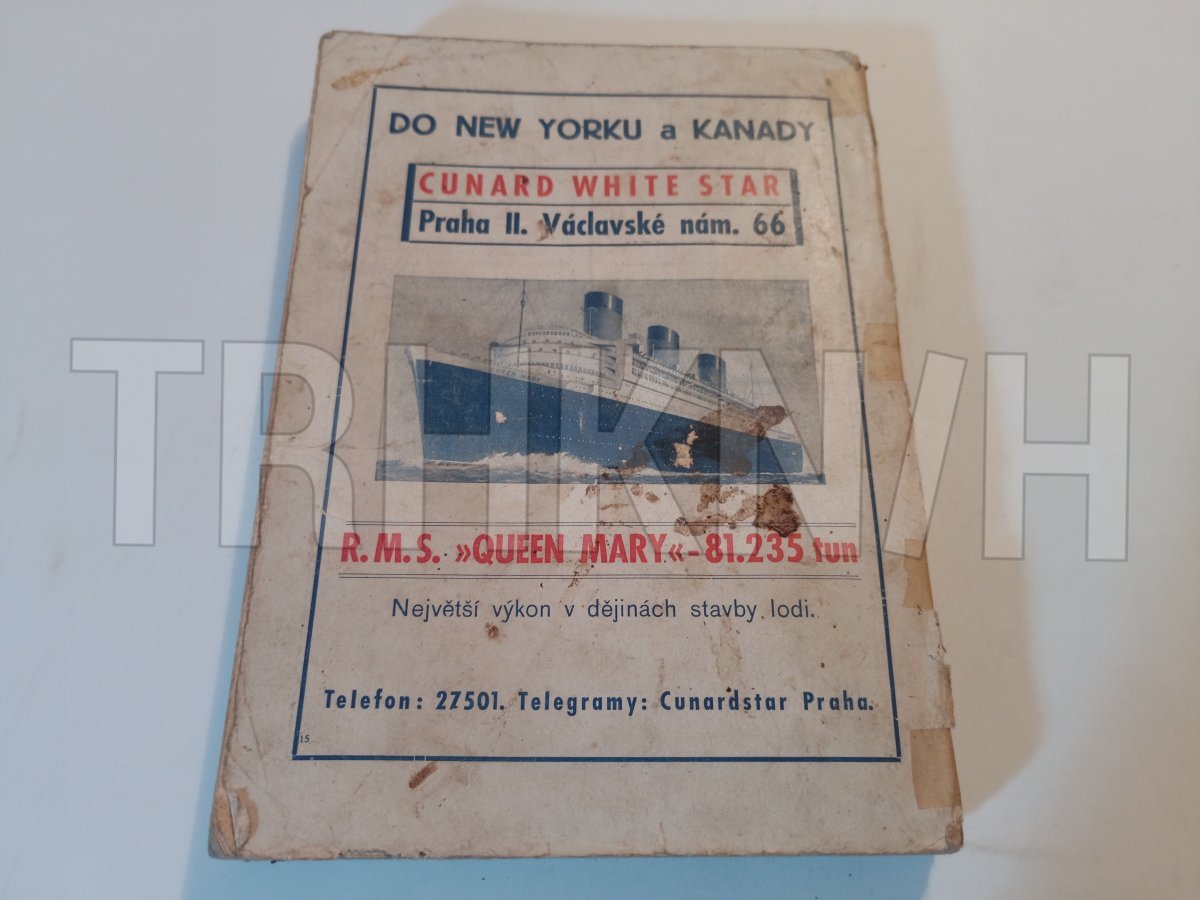 DO NEW YORKU a KANADY
CUNARD WHITE STAR
Praha II. Václavské nám. 66
R. M. S. »QUEEN MARY«-81.235 tun
Největší výkon v dějinách stavby lodi.
Telefon: 27501. Telegramy: Cunardstar Praha.
15
TRHKNIH